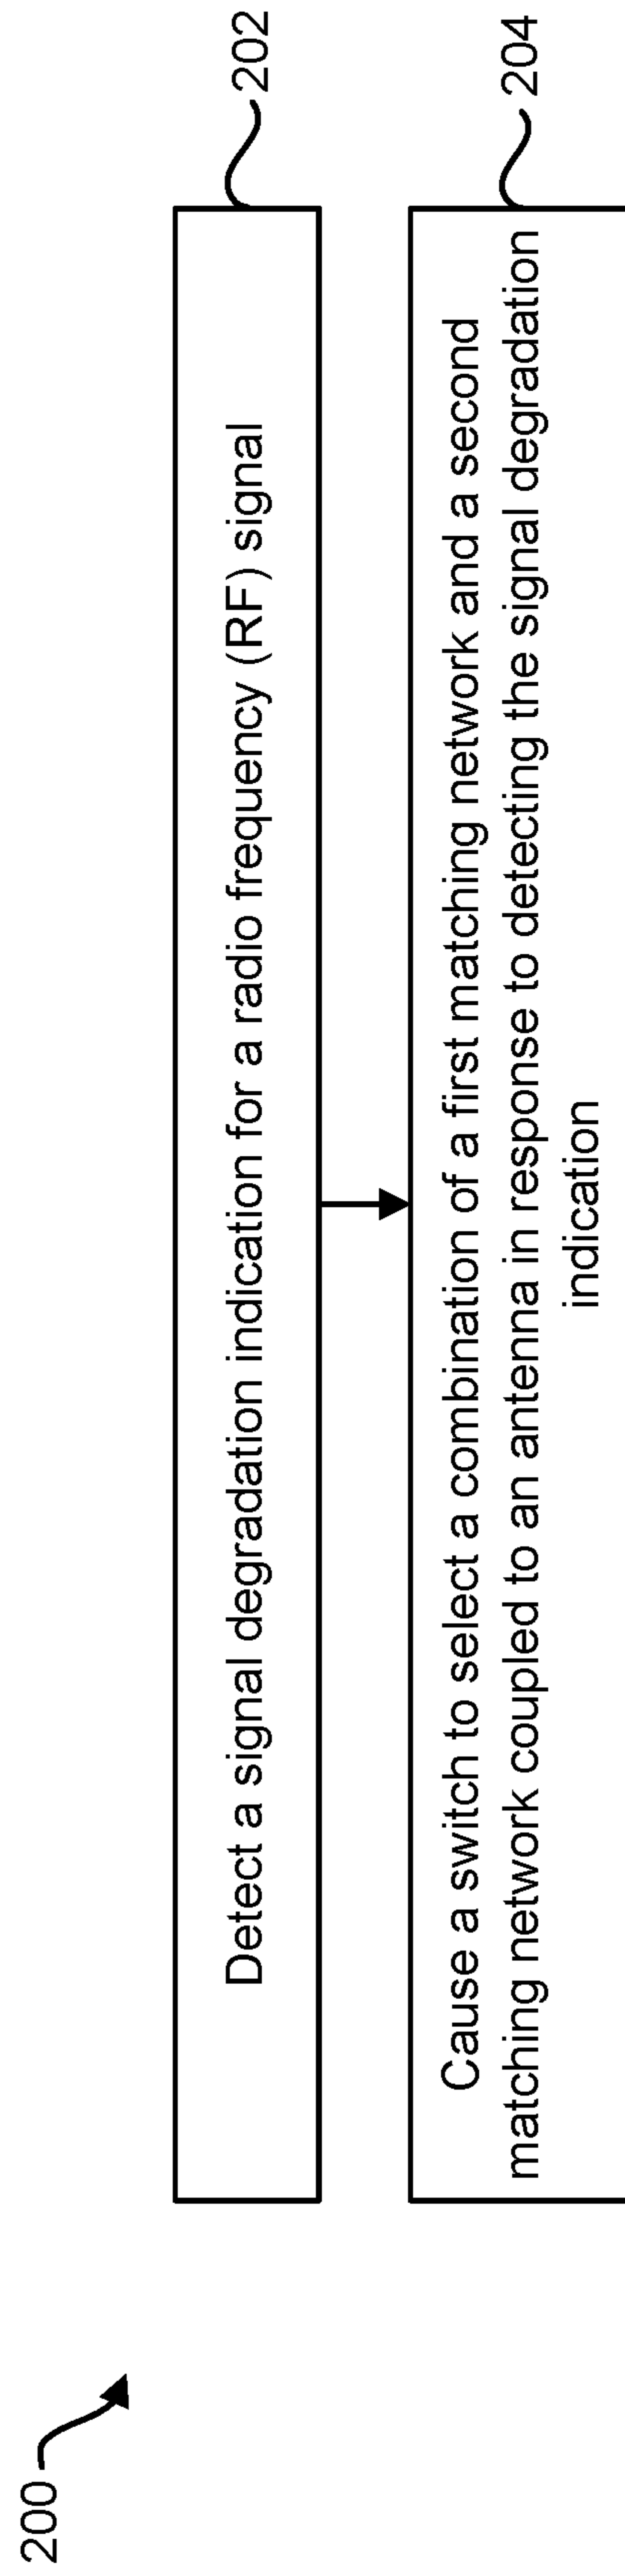 200
202
Detect a signal degradation indication for a radio frequency (RF) signal
204
Cause a switch to select a combination of a first matching network and a second
matching network coupled to an antenna in response to detecting the signal degradation
indication